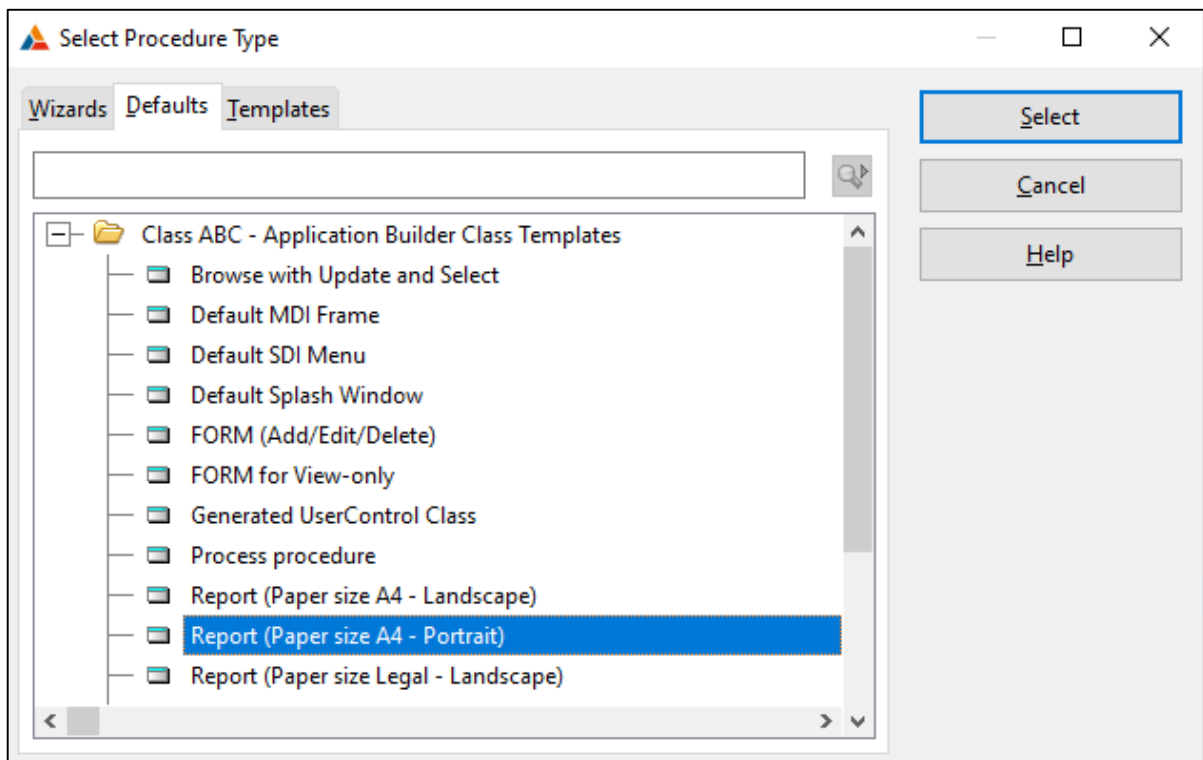 Select Procedure Type
Wizards Defaults Templates
Select
Cancel
Help
Class ABC - Application Builder Class Templates
Browse with Update and Select
Default MDI Frame
Default SDI Menu
Default Splash Window
FORM (Add/Edit/Delete)
FORM for View-only
Generated UserControl Class
Process procedure
Report (Paper size A4 - Landscape)
Report (Paper size A4 - Portrait)
Report (Paper size Legal - Landscape)